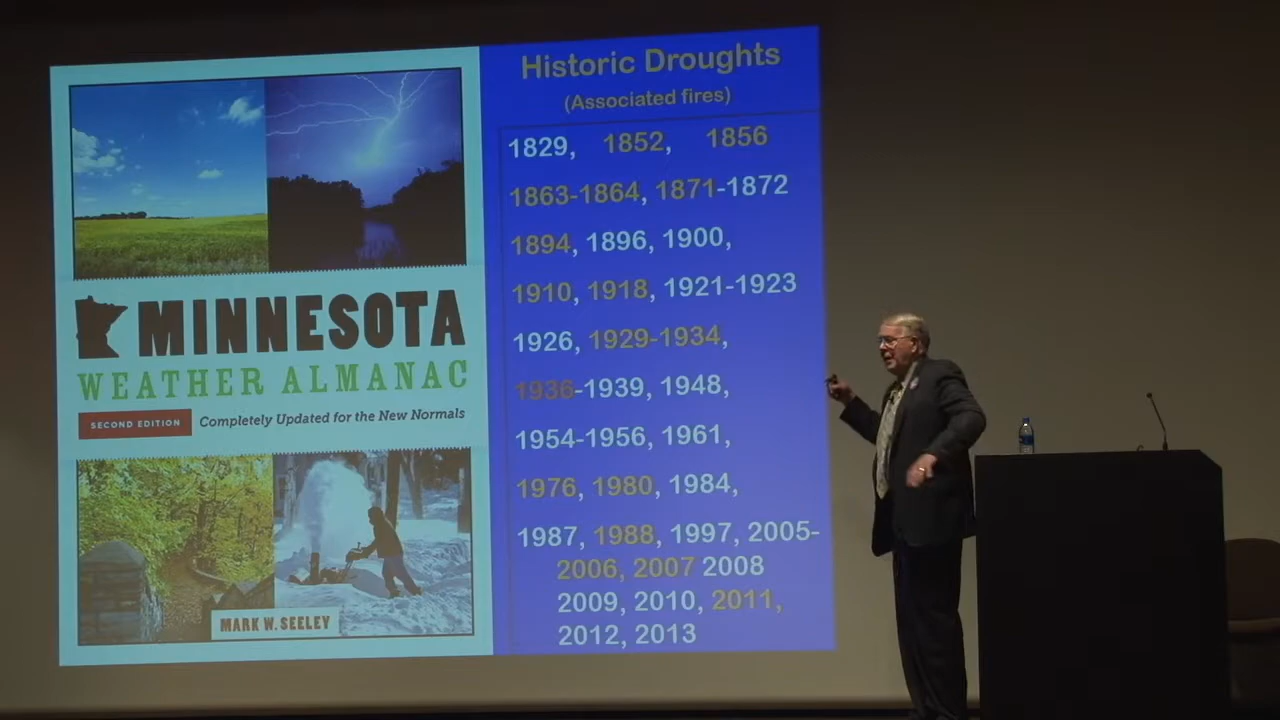 MINNESOTA
WEATHER ALMANAC
SECOND EDITION Completely Updated for the New Normals
MARK W. SEELEY
Historic Droughts
(Associated fires)
1829, 1852, 1856
1863-1864, 1871-1872
1894, 1896, 1900,
1910, 1918, 1921-1923
1926, 1929-1934,
1936-1939, 1948,
1954-1956, 1961,
1976, 1980, 1984,
1987, 1988, 1997, 2005-
2006, 2007 2008
2009, 2010, 2011,
2012, 2013